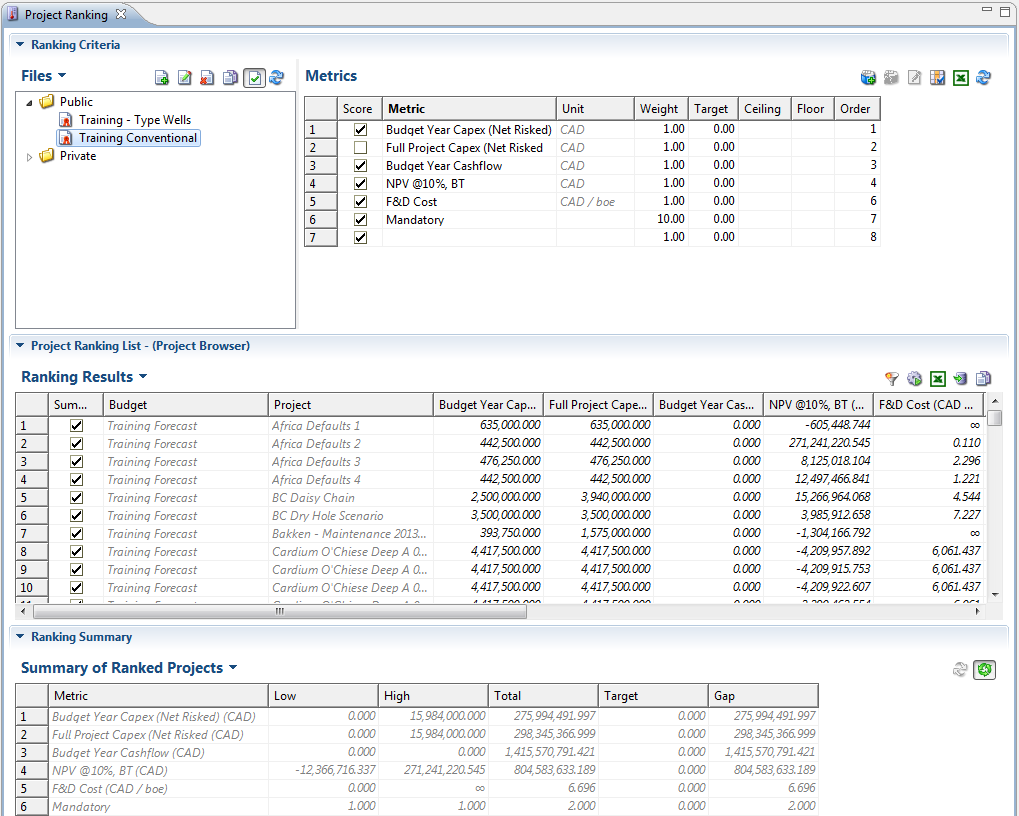 Project Ranking
Ranking Criteria
Files
Public
Training - Type Wells
Training Conventional
Private
Metrics
Score Metric Unit Weight Target Ceiling Floor Order
1 Budget Year Capex (Net Risked) CAD 1.00 0.00 1
2 Full Project Capex (Net Risked CAD 1.00 0.00 2
3 Budget Year Cashflow CAD 1.00 0.00 3
4 NPV @10%, BT CAD 1.00 0.00 4
5 F&D Cost CAD / boe 1.00 0.00 6
6 Mandatory 10.00 0.00 7
7 1.00 0.00 8
Project Ranking List - (Project Browser)
Ranking Results
Sum... Budget Project Budget Year Cap... Full Project Cape... Budget Year Cas... NPV @10%, BT (... F&D Cost (CAD ...
1 Training Forecast Africa Defaults 1 635,000.000 635,000.000 0.000 -605,448.744 ∞
2 Training Forecast Africa Defaults 2 442,500.000 442,500.000 0.000 271,241,220.545 0.110
3 Training Forecast Africa Defaults 3 476,250.000 476,250.000 0.000 8,125,018.104 2.296
4 Training Forecast Africa Defaults 4 442,500.000 442,500.000 0.000 12,497,466.841 1.221
5 Training Forecast BC Daisy Chain 2,500,000.000 3,940,000.000 0.000 15,266,964.068 4.544
6 Training Forecast BC Dry Hole Scenario 3,500,000.000 3,500,000.000 0.000 3,985,912.658 7.227
7 Training Forecast Bakken - Maintenance 2013... 393,750.000 1,575,000.000 0.000 -1,304,166.792 ∞
8 Training Forecast Cardium O'Chiese Deep A 0... 4,417,500.000 4,417,500.000 0.000 -4,209,957.892 6,061.437
9 Training Forecast Cardium O'Chiese Deep A 0... 4,417,500.000 4,417,500.000 0.000 -4,209,915.753 6,061.437
10 Training Forecast Cardium O'Chiese Deep A 0... 4,417,500.000 4,417,500.000 0.000 -4,209,922.607 6,061.437
Ranking Summary
Summary of Ranked Projects
Metric Low High Total Target Gap
1 Budget Year Capex (Net Risked) (CAD) 0.000 15,984,000.000 275,994,491.997 0.000 275,994,491.997
2 Full Project Capex (Net Risked (CAD) 0.000 15,984,000.000 298,345,366.999 0.000 298,345,366.999
3 Budget Year Cashflow (CAD) 0.000 0.000 1,415,570,791.421 0.000 1,415,570,791.421
4 NPV @10%, BT (CAD) -12,366,716.337 271,241,220.545 804,583,633.189 0.000 804,583,633.189
5 F&D Cost (CAD / boe) 0.000 ∞ 6.696 0.000 6.696
6 Mandatory 1.000 1.000 2.000 0.000 2.000